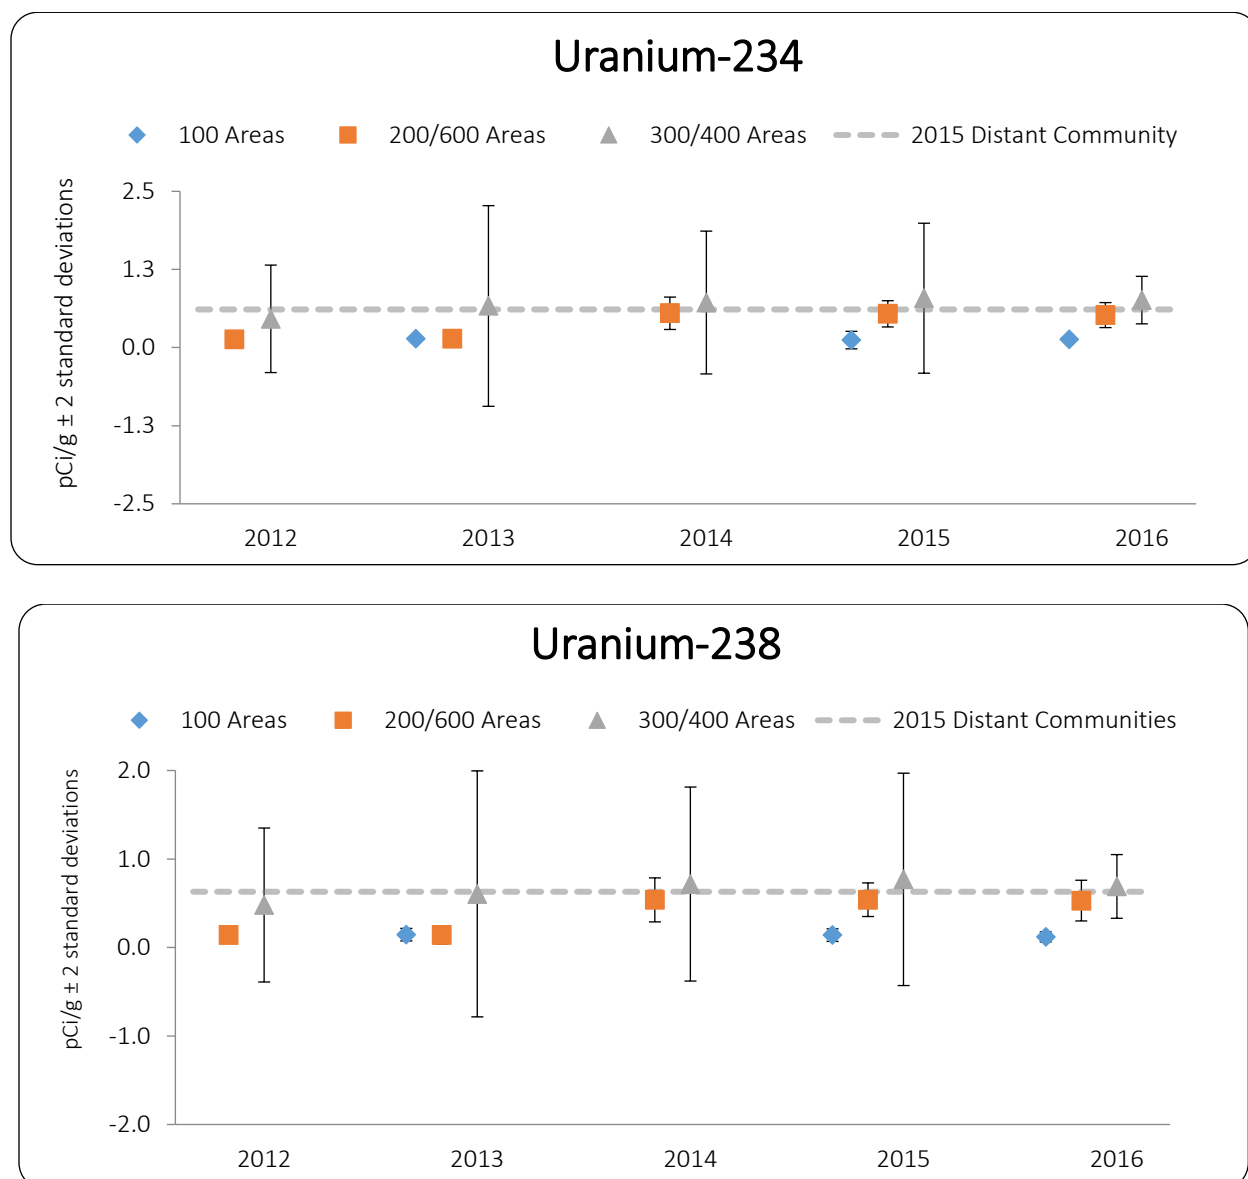 Uranium-234
100 Areas 200/600 Areas 300/400 Areas 2015 Distant Community
pCi/g ± 2 standard deviations
2.5
1.3
0.0
-1.3
-2.5
2012 2013 2014 2015 2016
Uranium-238
100 Areas 200/600 Areas 300/400 Areas 2015 Distant Communities
pCi/g ± 2 standard deviations
2.0
1.0
0.0
-1.0
-2.0
2012 2013 2014 2015 2016